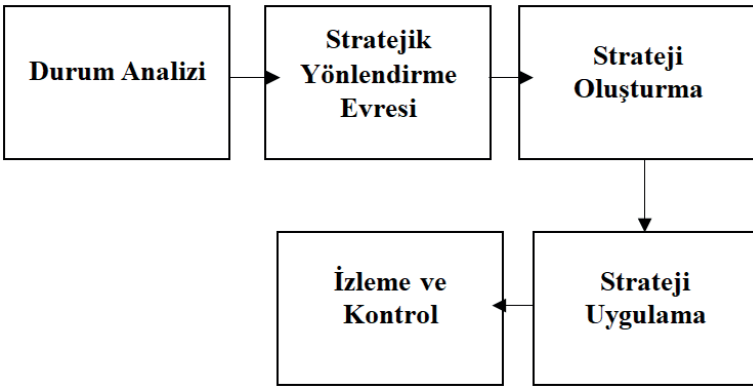 Durum Analizi
Stratejik
Yönlendirme
Evresi
Strateji
Oluşturma
Strateji
Uygulama
İzleme ve
Kontrol